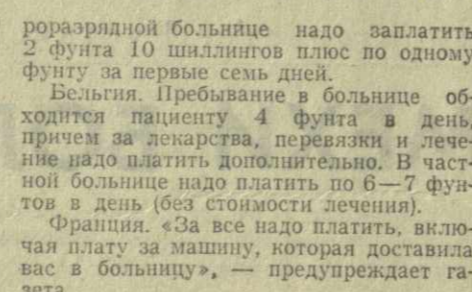 роразрядной больнице надо заплатить
2 фунта 10 шиллингов плюс по одному
фунту за первые семь дней.
Бельгия. Пребывание в больнице об-
ходится пациенту 4 фунта в день,
причем за лекарства, перевязки и лече-
ние надо платить дополнительно. В част-
ной больнице надо платить по 6—7 фун-
тов в день (без стоимости лечения).
Франция. «За все надо платить, вклю-
чая плату за машину, которая доставила
вас в больницу», — предупреждает га-
зета